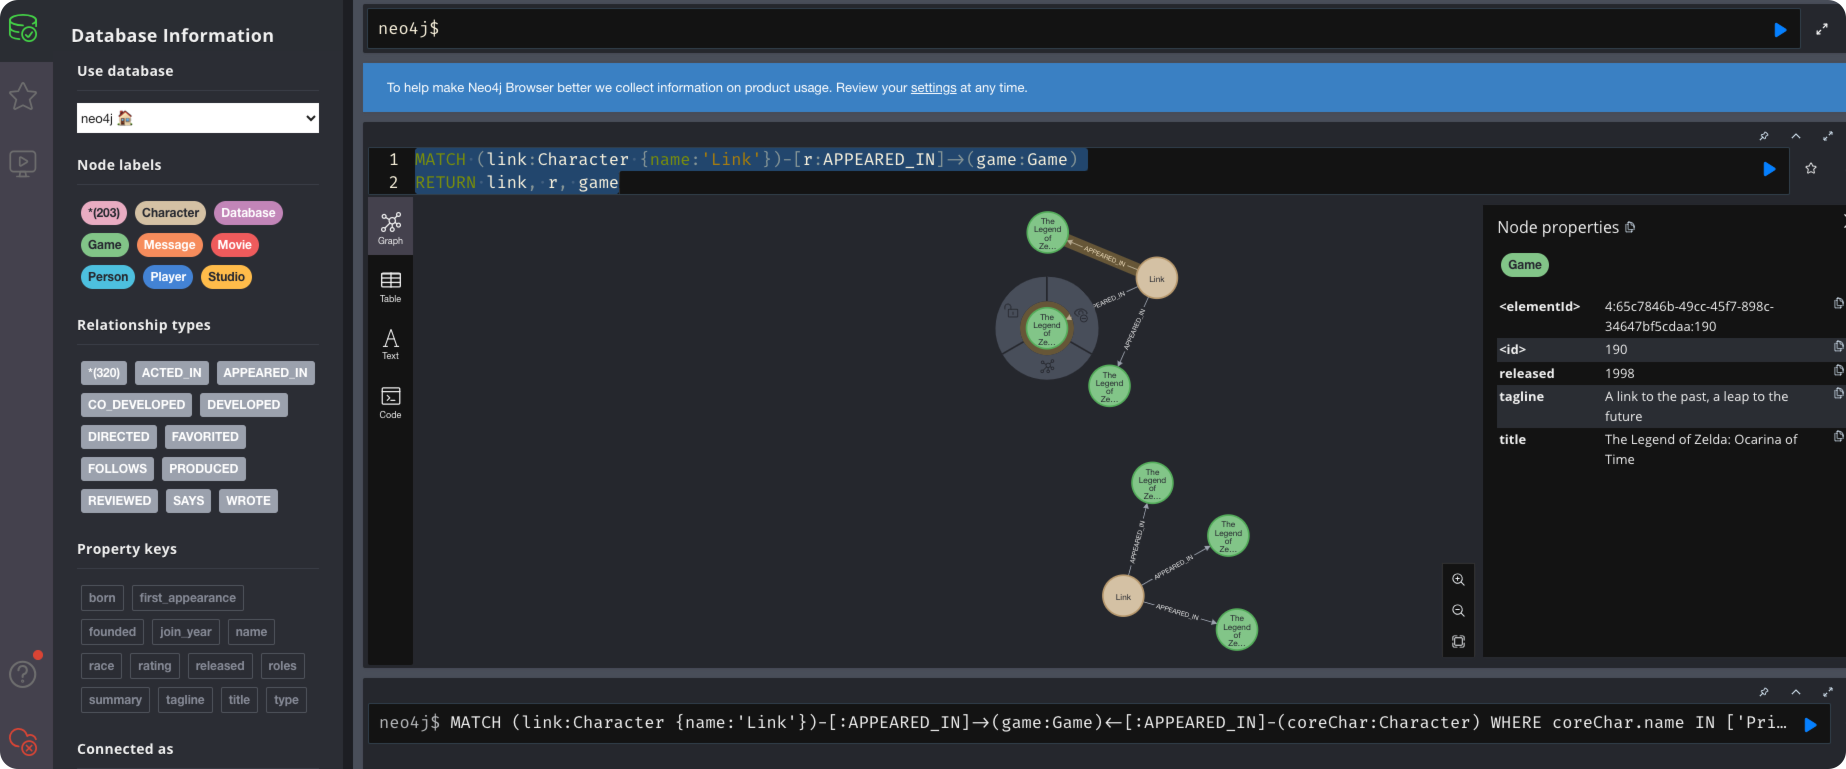 Database Information
Use database
neo4j
Node labels
*(203) Character Database
Game Message Movie
Person Player Studio
Relationship types
*(320) ACTED_IN APPEARED_IN
CO_DEVELOPED DEVELOPED
DIRECTED FAVORITED
FOLLOWS PRODUCED
REVIEWED SAYS WROTE
Property keys
born first_appearance
founded join_year name
race rating released roles
summary tagline title type
Connected as
neo4j$
To help make Neo4j Browser better we collect information on product usage. Review your settings at any time.
1 MATCH (link:Character {name:'Link'})-[r:APPEARED_IN]->(game:Game)
2 RETURN link, r, game
Graph
Table
Text
Code
The
Legend
of
Ze...
APPEARED_IN
Link
PEARED_IN
The
Legend
of
Ze...
APPEARED_IN
The
Legend
of
Ze...
The
Legend
of
Ze...
APPEARED_IN
The
Legend
of
Ze...
APPEARED_IN
Link
APPEARED_IN
The
Legend
of
Ze...
Node properties
Game
<elementId> 4:65c7846b-49cc-45f7-898c-
34647bf5cdaa:190
<id> 190
released 1998
tagline A link to the past, a leap to the
future
title The Legend of Zelda: Ocarina of
Time
neo4j$ MATCH (link:Character {name:'Link'})-[:APPEARED_IN]->(game:Game)<-[:APPEARED_IN]-(coreChar:Character) WHERE coreChar.name IN ['Pri...